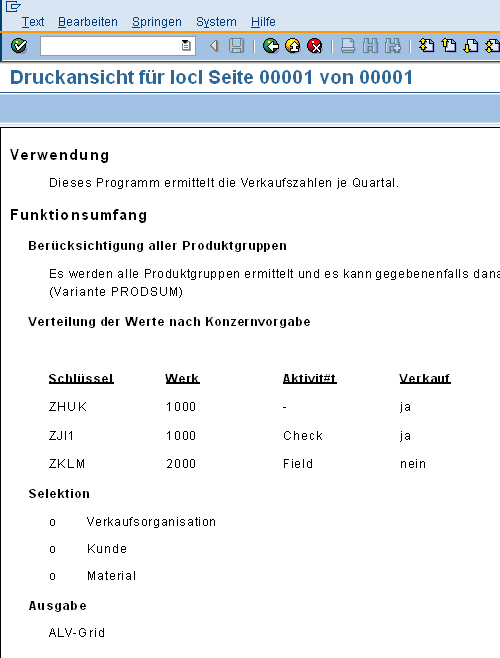 Text Bearbeiten Springen System Hilfe
Druckansicht für locl Seite 00001 von 00001
Verwendung
Dieses Programm ermittelt die Verkaufszahlen je Quartal.
Funktionsumfang
Berücksichtigung aller Produktgruppen
Es werden alle Produktgruppen ermittelt und es kann gegebenenfalls dana
(Variante PRODSUM)
Verteilung der Werte nach Konzernvorgabe
Schlüssel Werk Aktivit#t Verkauf
ZHUK 1000 - ja
ZJI1 1000 Check ja
ZKLM 2000 Field nein
Selektion
o Verkaufsorganisation
o Kunde
o Material
Ausgabe
ALV-Grid